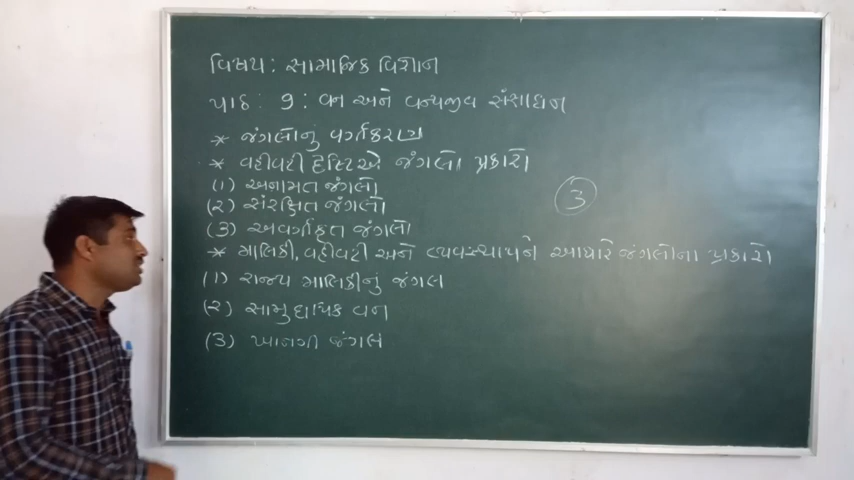 વિષય : સામાજિક વિજ્ઞાન
પાઠ : 9 : વન અને વન્યજીવ સંસાધન
* જંગલોનું વર્ગીકરણ
* વહીવટી દૃષ્ટિએ જંગલોના પ્રકારો
(1) અનામત જંગલો
(2) સંરક્ષિત જંગલો
(3) અવર્ગીકૃત જંગલો
3
* માલિકી, વહીવટી અને વ્યવસ્થાપનને આધારે જંગલોના પ્રકારો
(1) રાજ્ય માલિકીનું જંગલ
(2) સામુદાયિક વન
(3) ખાનગી જંગલ